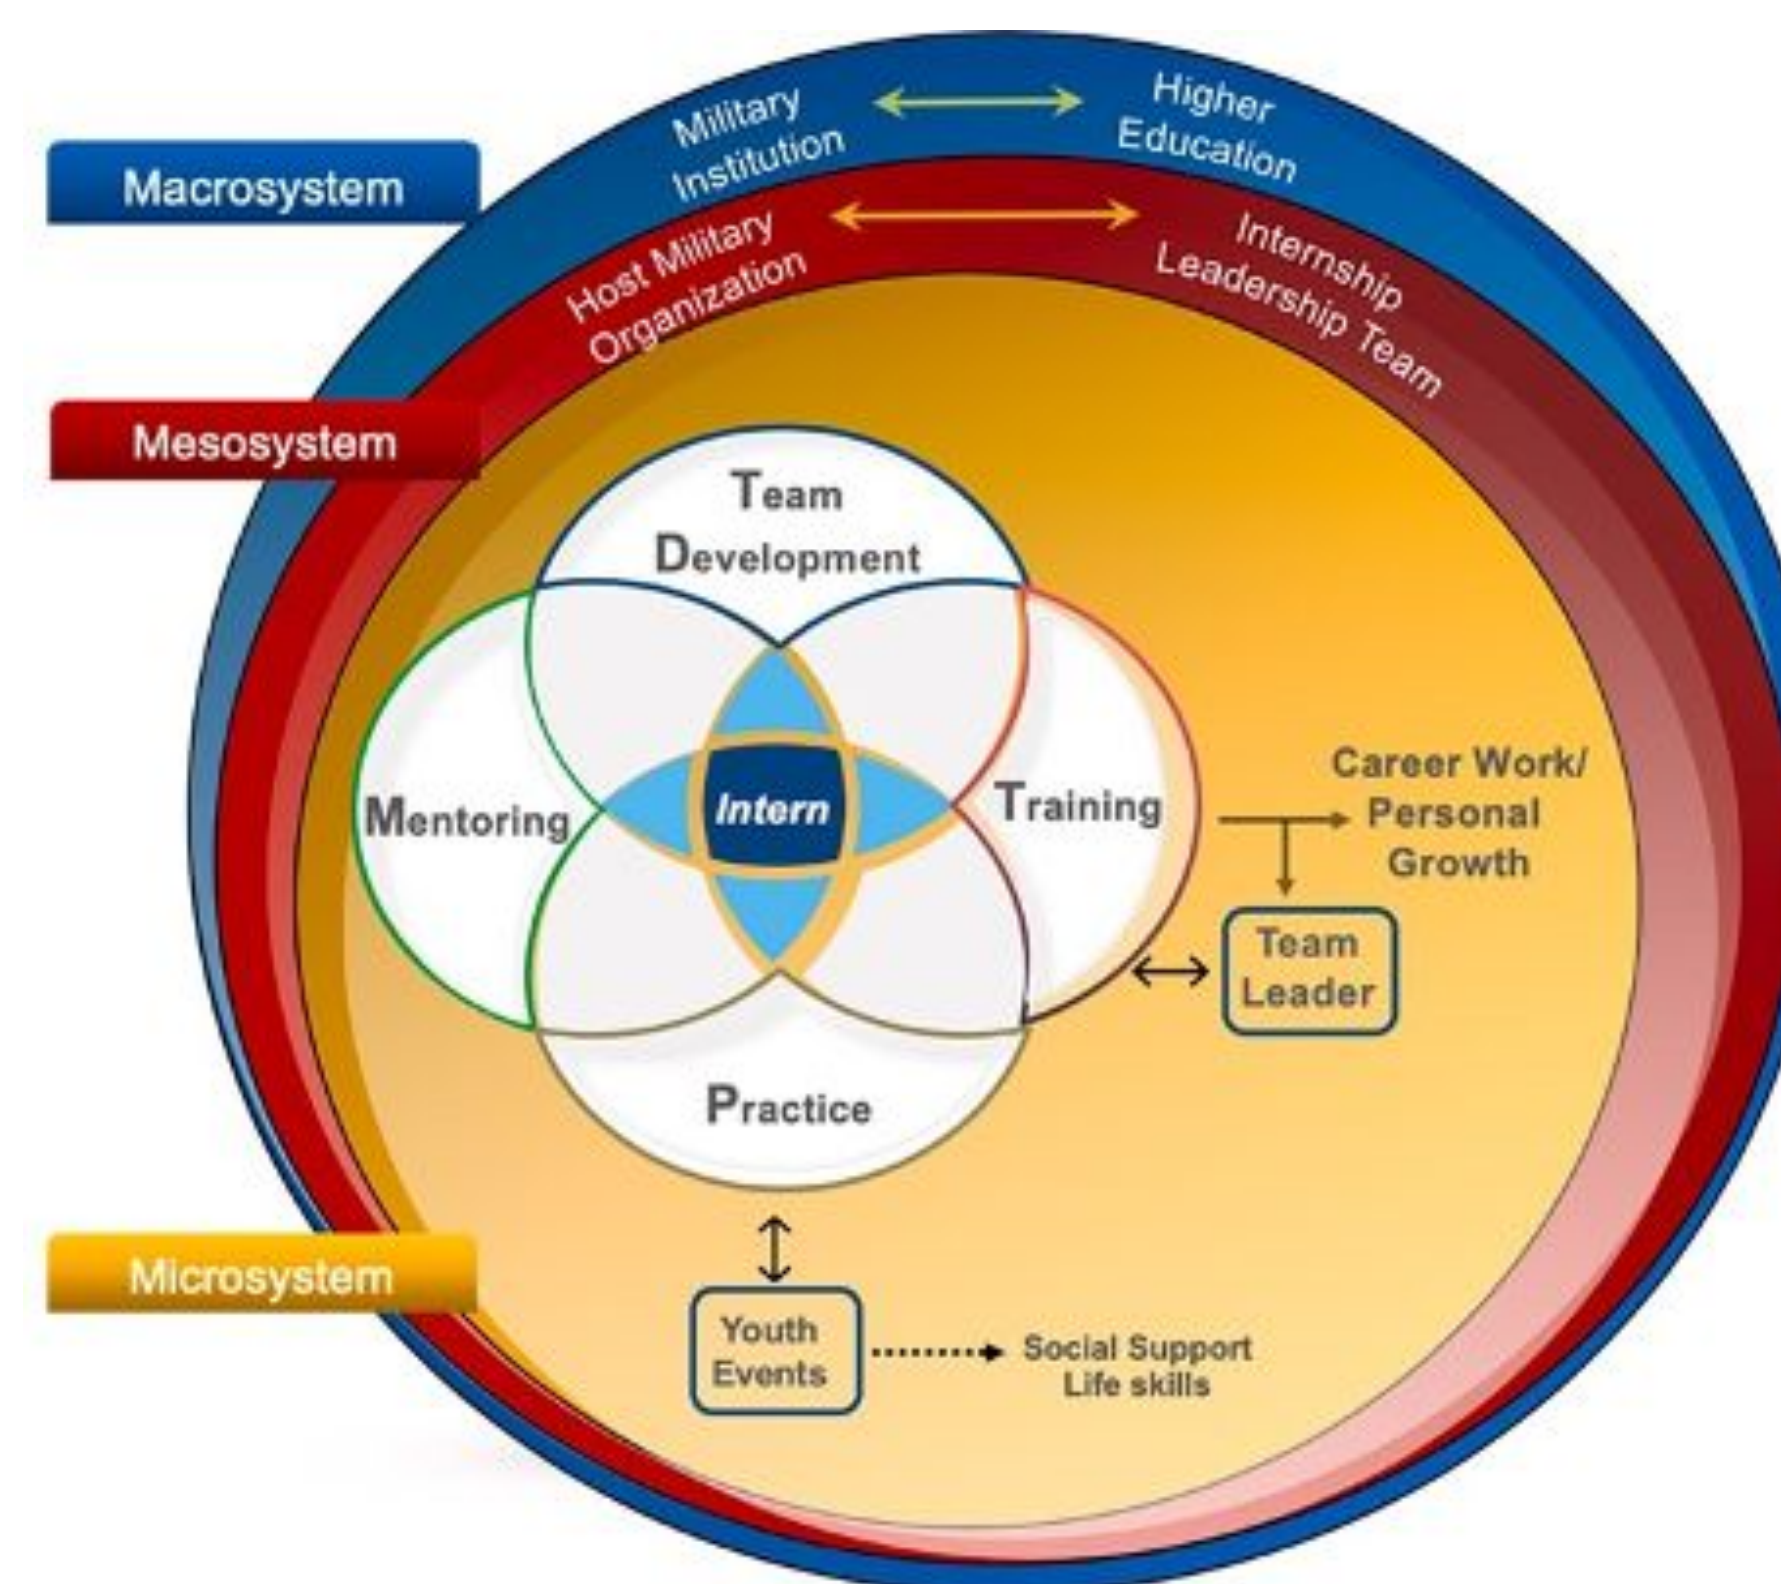 Military
Institution
Higher
Education
Macrosystem
Host Military
Organization
Internship
Leadership Team
Mesosystem
Team
Development
Mentoring
Intern
Training
Career Work/
Personal
Growth
Team
Leader
Practice
Microsystem
Youth
Events
Social Support
Life skills